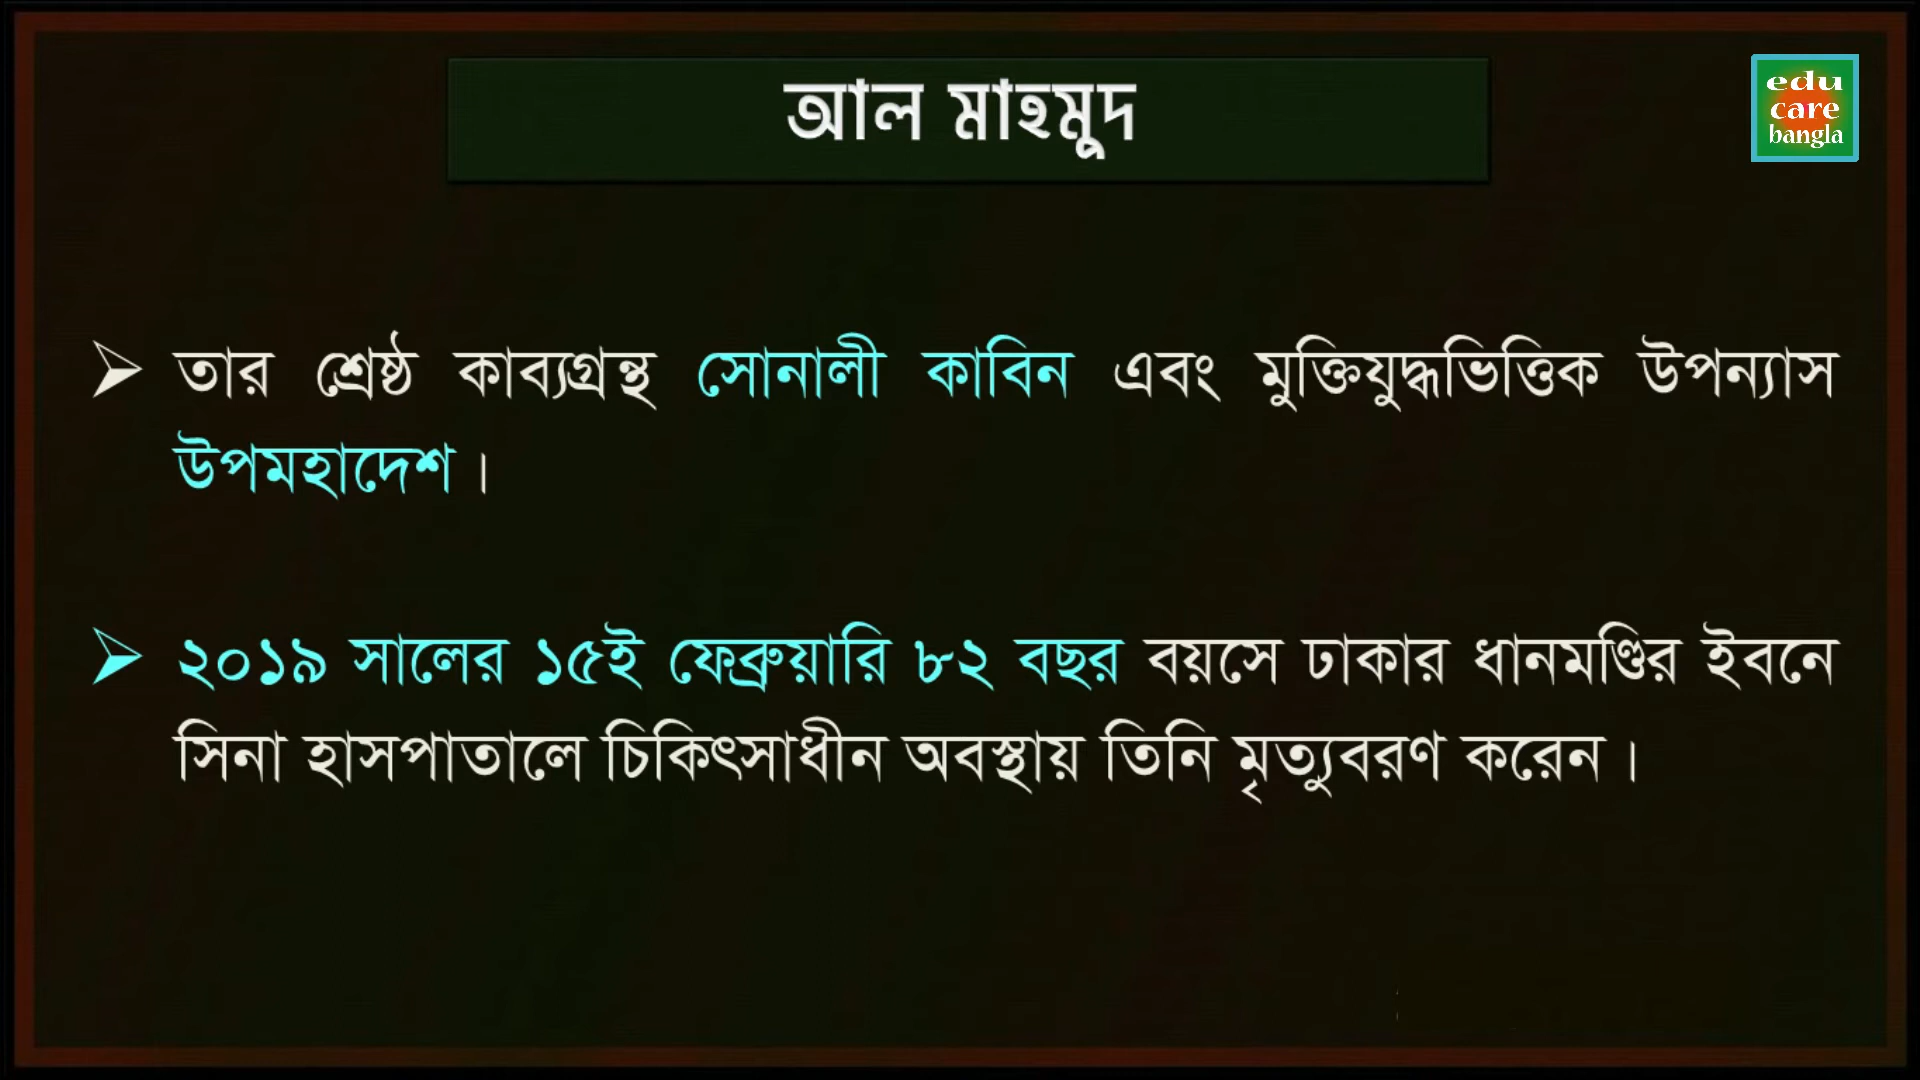 আল মাহমুদ
edu
care
bangla
➢ তার শ্রেষ্ঠ কাব্যগ্রন্থ সোনালী কাবিন এবং মুক্তিযুদ্ধভিত্তিক উপন্যাস
উপমহাদেশ।
➢ ২০১৯ সালের ১৫ই ফেব্রুয়ারি ৮২ বছর বয়সে ঢাকার ধানমণ্ডির ইবনে
সিনা হাসপাতালে চিকিৎসাধীন অবস্থায় তিনি মৃত্যুবরণ করেন।